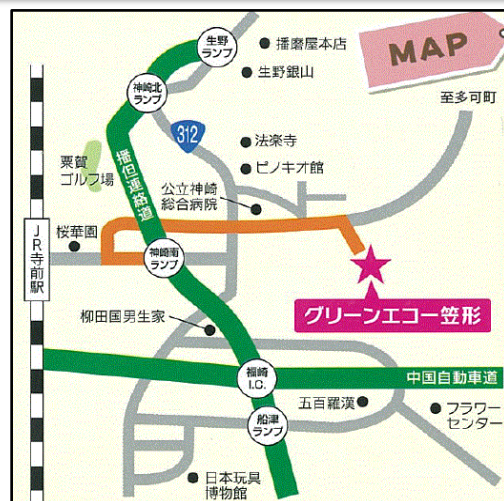 MAP
生野
ランプ
播磨屋本店
生野銀山
至多可町
神崎北
ランプ
312
法楽寺
ピノキオ館
播但連絡道
粟賀
ゴルフ場
公立神崎
総合病院
桜華園
JR寺前駅
神崎南
ランプ
グリーンエコー笠形
柳田国男生家
福崎
I.C.
中国自動車道
五百羅漢
フラワー
センター
船津
ランプ
日本玩具
博物館